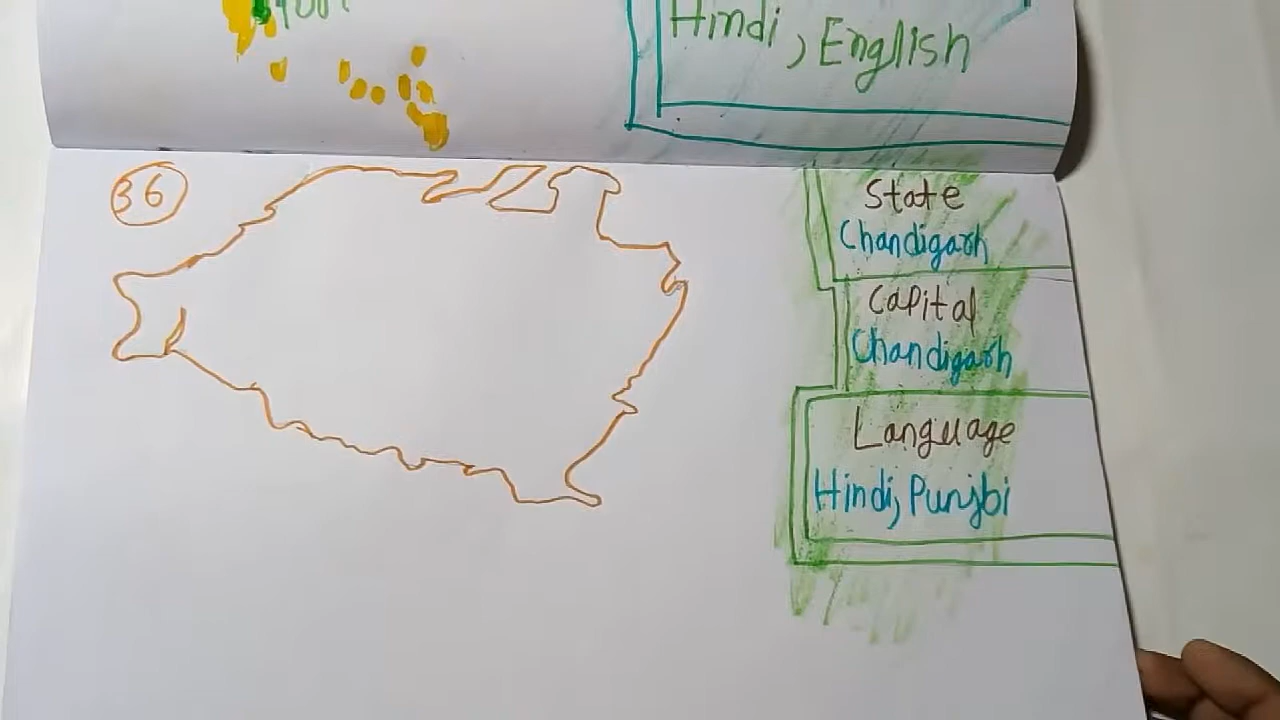 Hindi, English
36
State
Chandigarh
Capital
Chandigarh
Language
Hindi, Punjbi